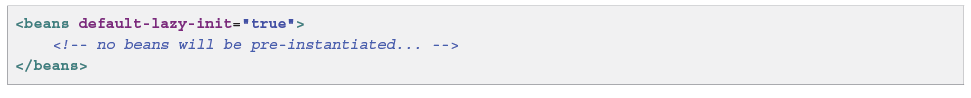 <beans default-lazy-init="true">
    <!-- no beans will be pre-instantiated... -->
</beans>